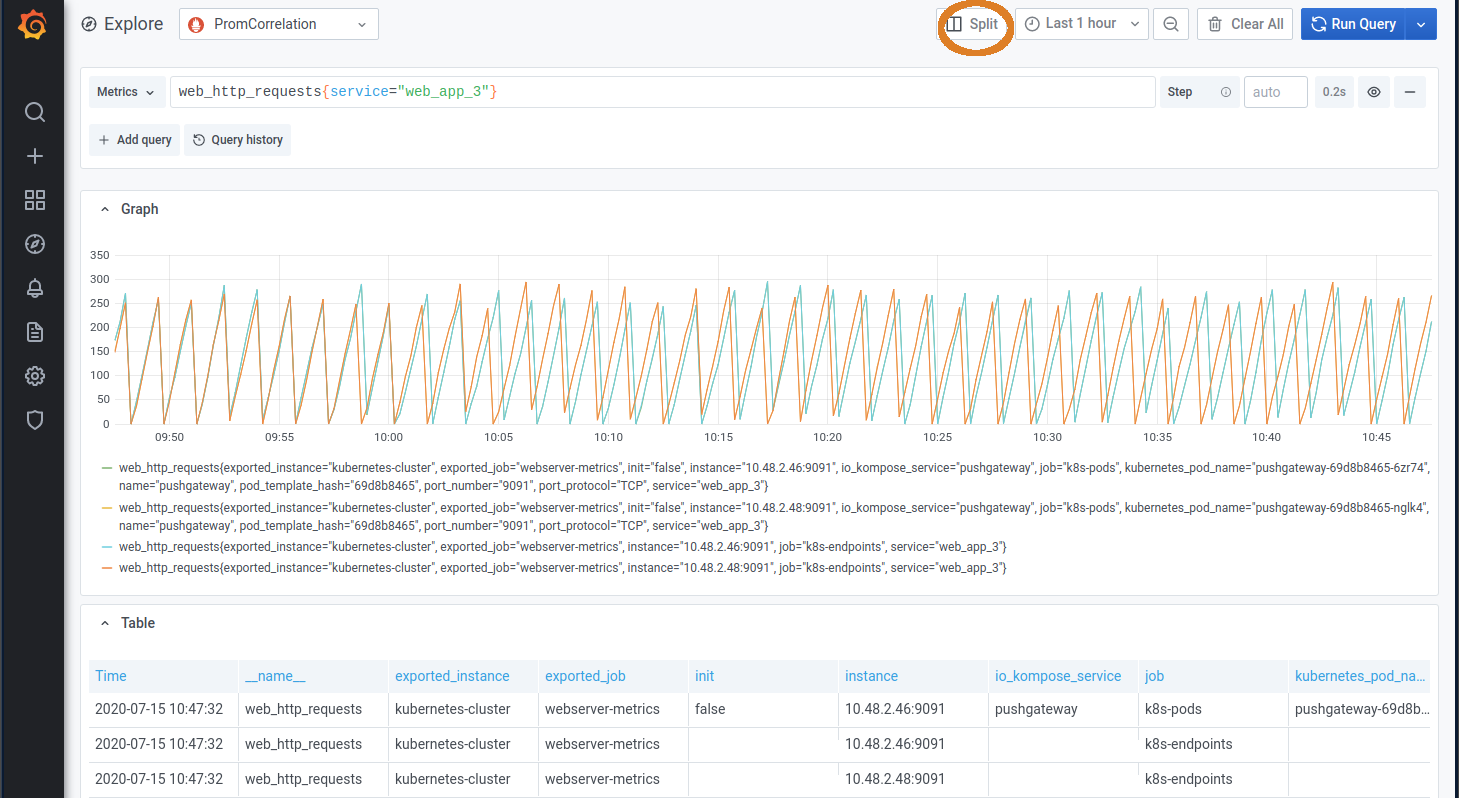 Explore PromCorrelation Split Last 1 hour Clear All Run Query
Metrics web_http_requests{service="web_app_3"} Step auto 0.2s
Add query Query history
Graph
350
300
250
200
150
100
50
0
09:50 09:55 10:00 10:05 10:10 10:15 10:20 10:25 10:30 10:35 10:40 10:45
web_http_requests{exported_instance="kubernetes-cluster", exported_job="webserver-metrics", init="false", instance="10.48.2.46:9091", io_kompose_service="pushgateway", job="k8s-pods", kubernetes_pod_name="pushgateway-69d8b8465-6zr74",
name="pushgateway", pod_template_hash="69d8b8465", port_number="9091", port_protocol="TCP", service="web_app_3"}
web_http_requests{exported_instance="kubernetes-cluster", exported_job="webserver-metrics", init="false", instance="10.48.2.48:9091", io_kompose_service="pushgateway", job="k8s-pods", kubernetes_pod_name="pushgateway-69d8b8465-nglk4",
name="pushgateway", pod_template_hash="69d8b8465", port_number="9091", port_protocol="TCP", service="web_app_3"}
web_http_requests{exported_instance="kubernetes-cluster", exported_job="webserver-metrics", instance="10.48.2.46:9091", job="k8s-endpoints", service="web_app_3"}
web_http_requests{exported_instance="kubernetes-cluster", exported_job="webserver-metrics", instance="10.48.2.48:9091", job="k8s-endpoints", service="web_app_3"}
Table
Time __name__ exported_instance exported_job init instance io_kompose_service job kubernetes_pod_na...
2020-07-15 10:47:32 web_http_requests kubernetes-cluster webserver-metrics false 10.48.2.46:9091 pushgateway k8s-pods pushgateway-69d8b...
2020-07-15 10:47:32 web_http_requests kubernetes-cluster webserver-metrics 10.48.2.46:9091 k8s-endpoints
2020-07-15 10:47:32 web_http_requests kubernetes-cluster webserver-metrics 10.48.2.48:9091 k8s-endpoints